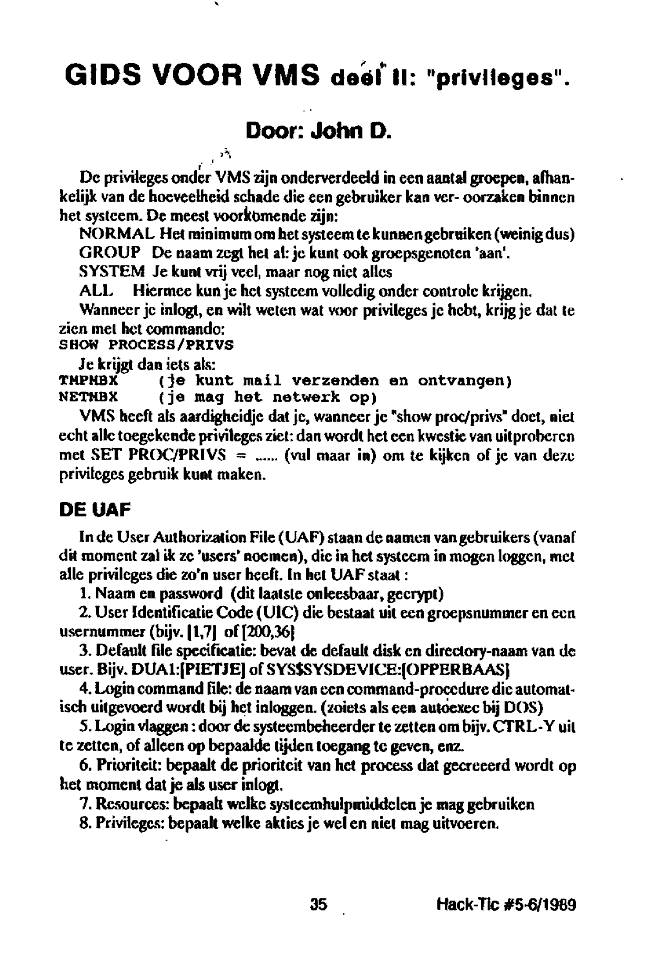 GIDS VOOR VMS deel II: "privileges".
Door: John D.
De privileges onder VMS zijn onderverdeeld in een aantal groepen, afhan-
kelijk van de hoeveelheid schade die een gebruiker kan ver- oorzaken binnen
het systeem. De meest voorkomende zijn:
NORMAL Het minimum om het systeem te kunnen gebruiken (weinig dus)
GROUP De naam zegt het al: je kunt ook groepsgenoten 'aan'.
SYSTEM Je kunt vrij veel, maar nog niet alles
ALL Hiermee kun je het systeem volledig onder controle krijgen.
Wanneer je inlogt, en wilt weten wat voor privileges je hebt, krijg je dat te
zien met het commando:
SHOW PROCESS/PRIVS
Je krijgt dan iets als:
TMPMBX (je kunt mail verzenden en ontvangen)
NETMBX (je mag het netwerk op)
VMS heeft als aardigheidje dat je, wanneer je "show proc/privs" doet, niet
echt alle toegekende privileges ziet: dan wordt het een kwestie van uitproberen
met SET PROC/PRIVS = ...... (vul maar in) om te kijken of je van deze
privileges gebruik kunt maken.
DE UAF
In de User Authorization File (UAF) staan de namen van gebruikers (vanaf
dit moment zal ik ze 'users' noemen), die in het systeem in mogen loggen, met
alle privileges die zo'n user heeft. In het UAF staat :
1. Naam en password (dit laatste onleesbaar, gecrypt)
2. User Identificatie Code (UIC) die bestaat uit een groepsnummer en een
usernummer (bijv. [1,7] of [200,36]
3. Default file specificatie: bevat de default disk en directory-naam van de
user. Bijv. DUA1:[PIETJE] of SYS$SYSDEVICE:[OPPERBAAS]
4. Login command file: de naam van een command-procedure die automat-
isch uitgevoerd wordt bij het inloggen. (zoiets als een autoexec bij DOS)
5. Login vlaggen : door de systeembeheerder te zetten om bijv. CTRL-Y uit
te zetten, of alleen op bepaalde tijden toegang te geven, enz.
6. Prioriteit: bepaalt de prioriteit van het process dat gecreeerd wordt op
het moment dat je als user inlogt.
7. Resources: bepaalt welke systeemhulpmiddelen je mag gebruiken
8. Privileges: bepaalt welke akties je wel en niet mag uitvoeren.
35 Hack-Tic #5-6/1989